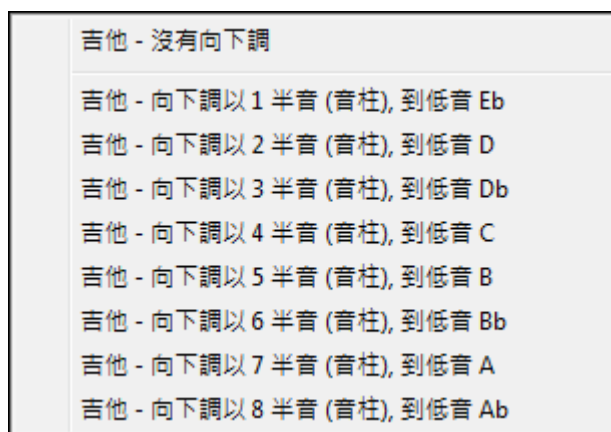 吉他 - 沒有向下調
吉他 - 向下調以 1 半音 (音柱), 到低音 Eb
吉他 - 向下調以 2 半音 (音柱), 到低音 D
吉他 - 向下調以 3 半音 (音柱), 到低音 Db
吉他 - 向下調以 4 半音 (音柱), 到低音 C
吉他 - 向下調以 5 半音 (音柱), 到低音 B
吉他 - 向下調以 6 半音 (音柱), 到低音 Bb
吉他 - 向下調以 7 半音 (音柱), 到低音 A
吉他 - 向下調以 8 半音 (音柱), 到低音 Ab